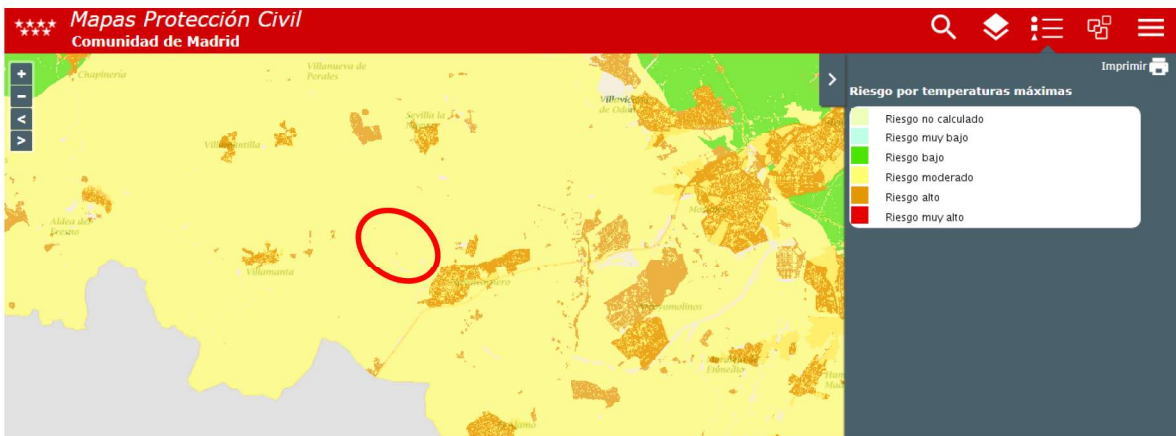 Mapas Protección Civil
Comunidad de Madrid
+
-
<
>
>
Imprimir
Riesgo por temperaturas máximas
Riesgo no calculado
Riesgo muy bajo
Riesgo bajo
Riesgo moderado
Riesgo alto
Riesgo muy alto
Chapinería
Villanueva de
Perales
Sevilla la
Villamantilla
de Odón
Aldea del
Fresno
Villamanta
Arroyomolinos